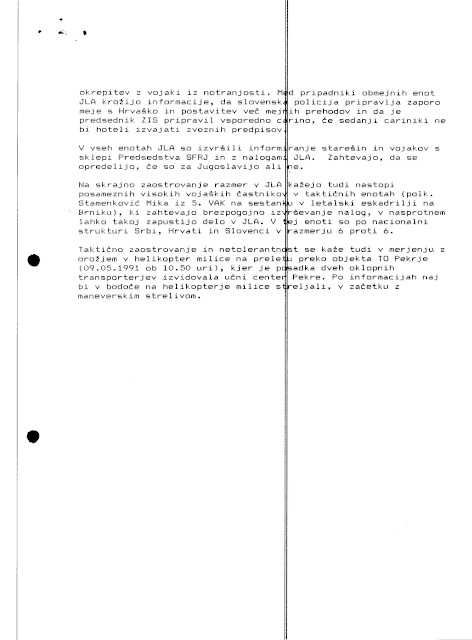 okrepitev z vojaki iz notranjosti. Med pripadniki obmejnih enot
JLA krožijo informacije, da slovenska policija pripravlja zaporo
meje s Hrvaško in postavitev več mejnih prehodov in da je
predsednik ZIS pripravil vsporedno carino, če sedanji cariniki ne
bi hoteli izvajati zveznih predpisov.
V vseh enotah JLA so izvršili informiranje starešin in vojakov s
sklepi Predsedstva SFRJ in z nalogami JLA. Zahtevajo, da se
opredelijo, če so za Jugoslavijo ali ne.
Na skrajno zaostrovanje razmer v JLA kažejo tudi nastopi
posameznih visokih vojaških častnikov v taktičnih enotah (polk.
Stamenković Mika iz 5. VAK na sestanku v letalski eskadrilji na
Brniku), ki zahtevajo brezpogojno izvrševanje nalog, v nasprotnem
lahko takoj zapustijo delo v JLA. V tej enoti so po nacionalni
strukturi Srbi, Hrvati in Slovenci v razmerju 6 proti 6.
Taktično zaostrovanje in netolerantnost se kaže tudi v merjenju z
orožjem v helikopter milice na preletu preko objekta TO Pekrje
(09.05.1991 ob 10.50 uri), kjer je posadka dveh oklopnih
transporterjev izvidovala učni center Pekre. Po informacijah naj
bi v bodoče na helikopterje milice streljali, v začetku z
maneverskim strelivom.